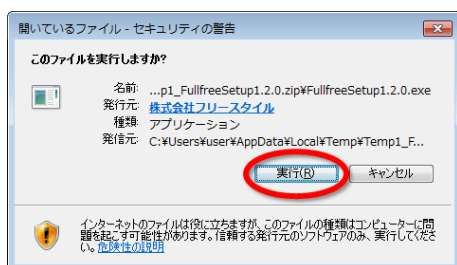 開いているファイル - セキュリティの警告
このファイルを実行しますか?
名前: ...p1_FullfreeSetup1.2.0.zip¥FullfreeSetup1.2.0.exe
発行元: 株式会社フリースタイル
種類: アプリケーション
発信元: C:¥Users¥user¥AppData¥Local¥Temp¥Temp1_F...
実行(R) キャンセル
インターネットのファイルは役に立ちますが、このファイルの種類はコンピューターに問
題を起こす可能性があります。信頼する発行元のソフトウェアのみ、実行してくださ
い。危険性の説明